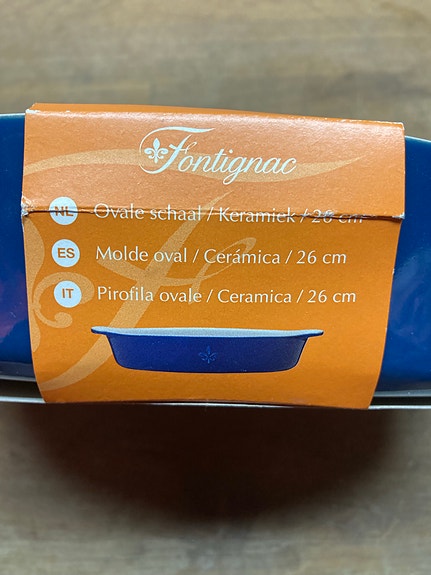 Fontignac
NL Ovale schaal / Keramiek / 26 cm
ES Molde oval / Cerámica / 26 cm
IT Pirofila ovale / Ceramica / 26 cm